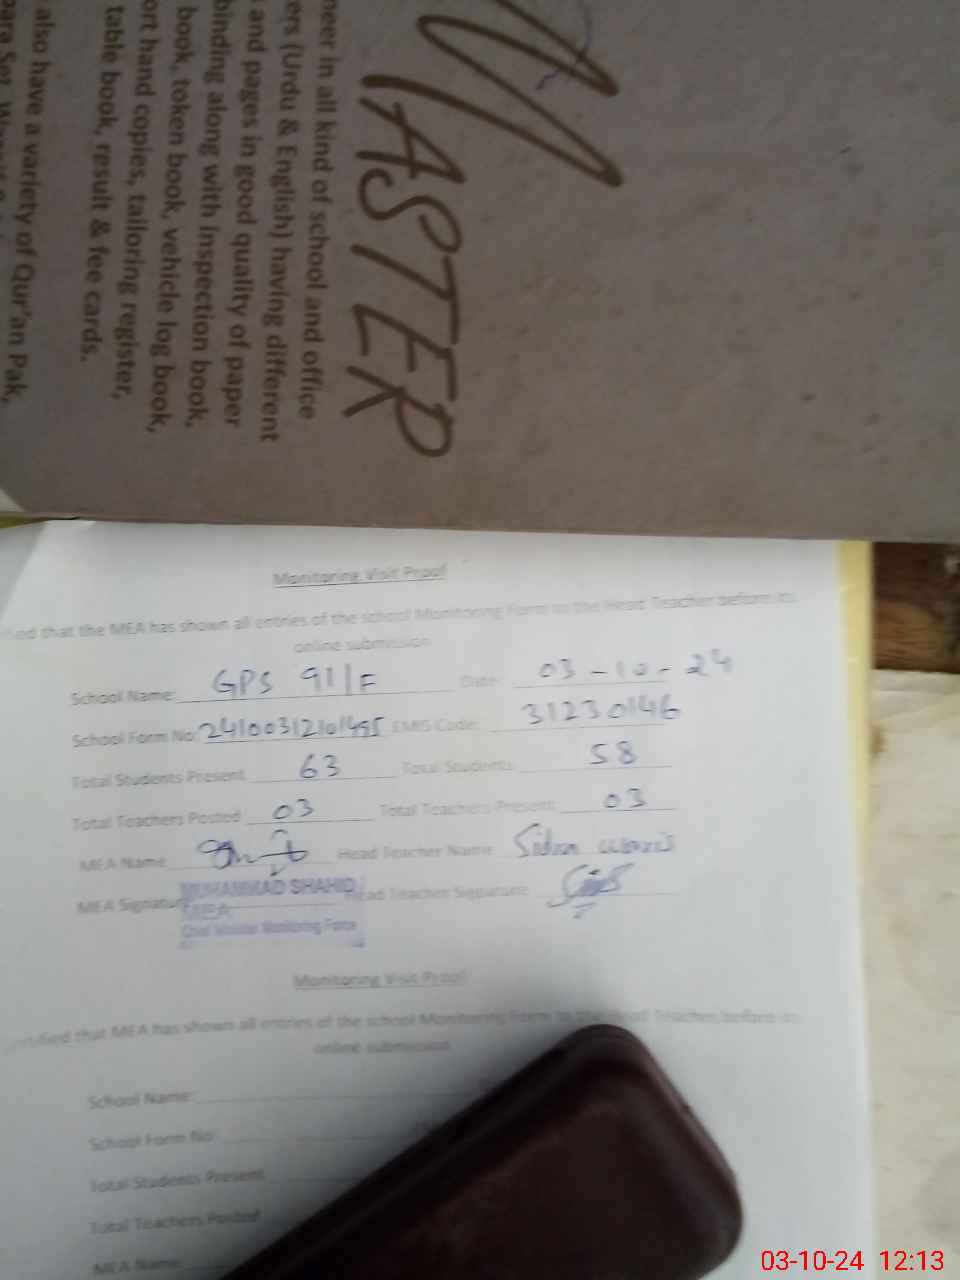 MASTER
neer in all kind of school and office
ers (Urdu & English) having different
and pages in good quality of paper
binding along with inspection book,
book, token book, vehicle log book,
ort hand copies, tailoring register,
table book, result & fee cards.
also have a variety of Qur'an Pak,
Monitoring Visit Proof
that the MEA has shown all entries of the school Monitoring Form to the Head Teacher before its
online submission
School Name: GPS 91/F Date: 03-10-24
School Form No: 24100312101495 EMIS Code: 31230146
Total Students Present 63 Total Students 58
Total Teachers Posted 03 Total Teachers Present 03
MEA Name Head Teacher Name Sidra waris
MEA Signature Head Teacher Signature
MUHAMMAD SHAHID
MEA
Chief Minister Monitoring Force
Monitoring Visit Proof
that MEA has shown all entries of the school Monitoring Form to the Head Teacher before its
online submission
School Name:
School Form No:
Total Students Present
Total Teachers Posted
MEA Name
03-10-24 12:13